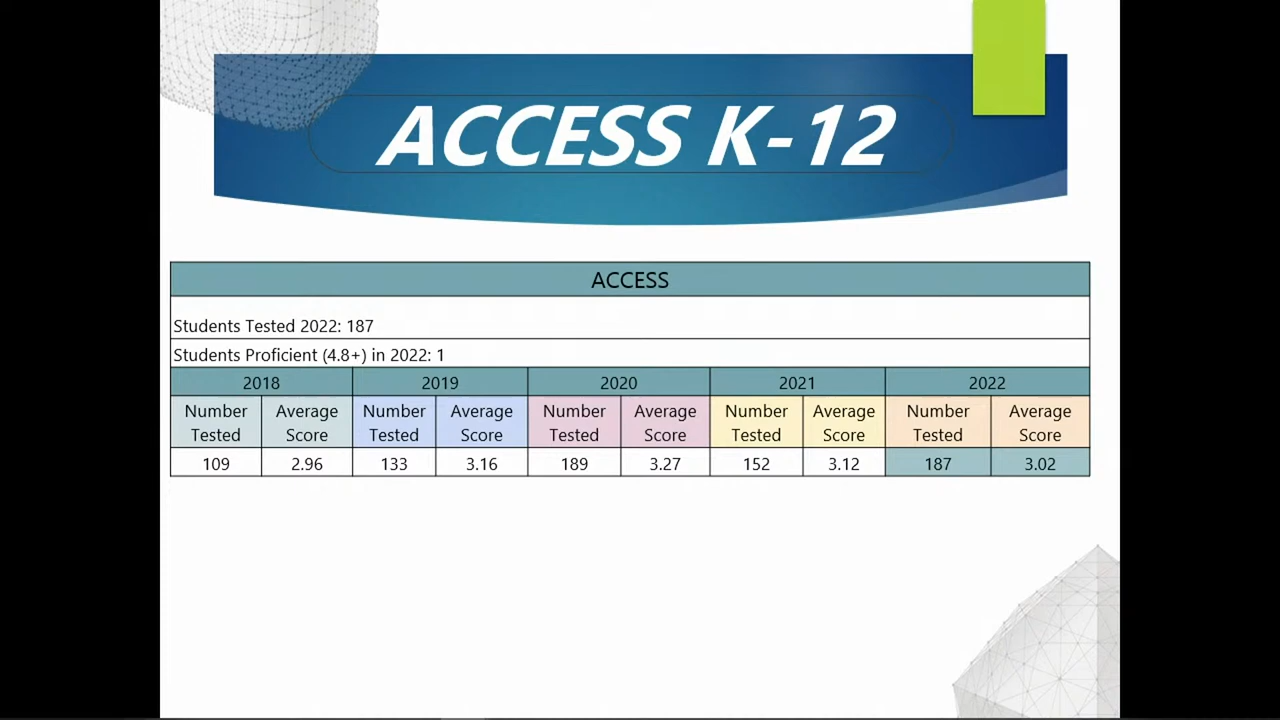 ACCESS K-12
ACCESS
Students Tested 2022: 187
Students Proficient (4.8+) in 2022: 1
2018 2019 2020 2021 2022
Number Tested Average Score Number Tested Average Score Number Tested Average Score Number Tested Average Score Number Tested Average Score
109 2.96 133 3.16 189 3.27 152 3.12 187 3.02